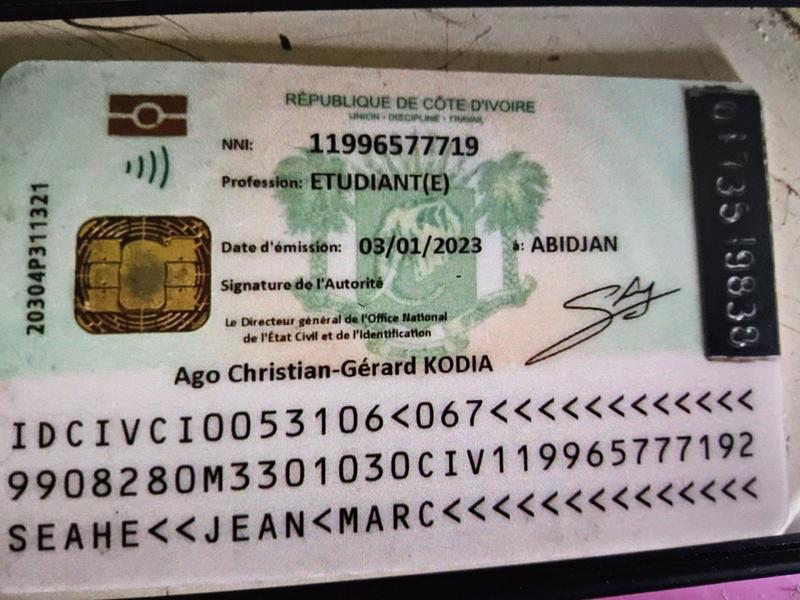 RÉPUBLIQUE DE CÔTE D'IVOIRE
UNION - DISCIPLINE - TRAVAIL
NNI: 11996577719
Profession: ETUDIANT(E)
Date d'émission: 03/01/2023 à: ABIDJAN
Signature de l'Autorité
Le Directeur général de l'Office National
de l'État Civil et de l'Identification
Ago Christian-Gérard KODIA
20304P311321
0173519838
IDCIVCI0053106<067<<<<<<<<<<<<
9908280M3301030CIV119965777192
SEAHE<<JEAN<MARC<<<<<<<<<<<<<<